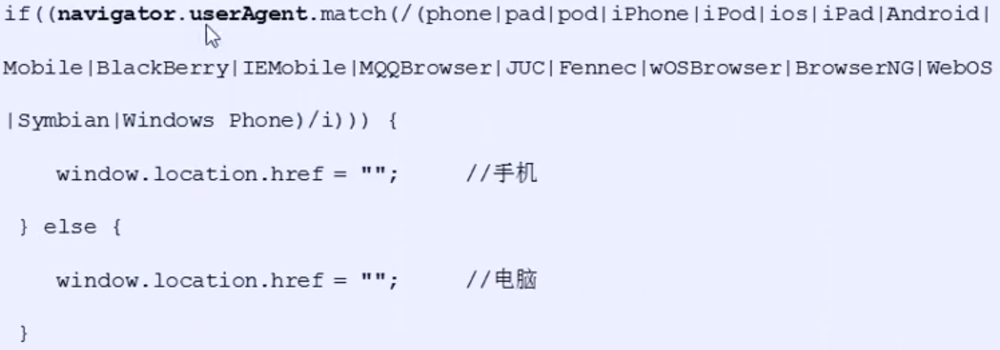 if((navigator.userAgent.match(/(phone|pad|pod|iPhone|iPod|ios|iPad|Android|
Mobile|BlackBerry|IEMobile|MQQBrowser|JUC|Fennec|wOSBrowser|BrowserNG|WebOS
|Symbian|Windows Phone)/i))) {
    window.location.href = "";     //手机
 } else {
    window.location.href = "";     //电脑
 }